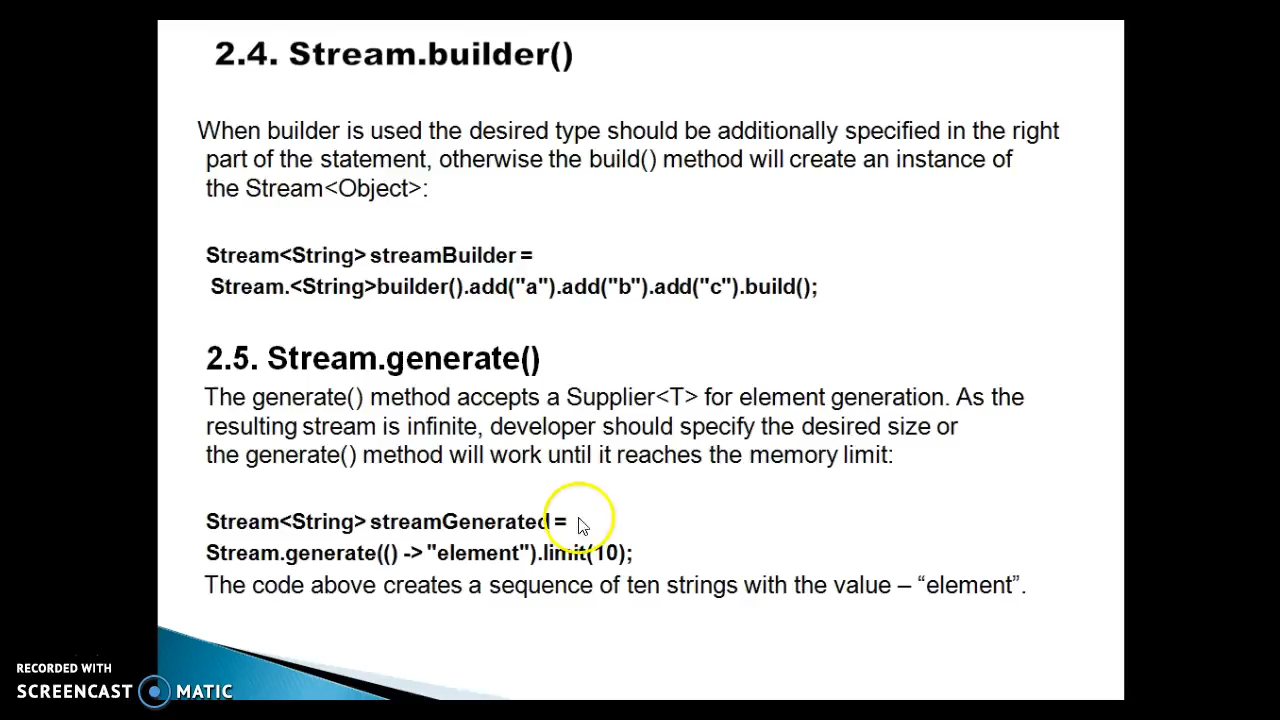 2.4. Stream.builder()
When builder is used the desired type should be additionally specified in the right
part of the statement, otherwise the build() method will create an instance of
the Stream<Object>:
Stream<String> streamBuilder =
Stream.<String>builder().add("a").add("b").add("c").build();
2.5. Stream.generate()
The generate() method accepts a Supplier<T> for element generation. As the
resulting stream is infinite, developer should specify the desired size or
the generate() method will work until it reaches the memory limit:
Stream<String> streamGenerated =
Stream.generate(() -> "element").limit(10);
The code above creates a sequence of ten strings with the value – “element”.
RECORDED WITH
SCREENCAST MATIC